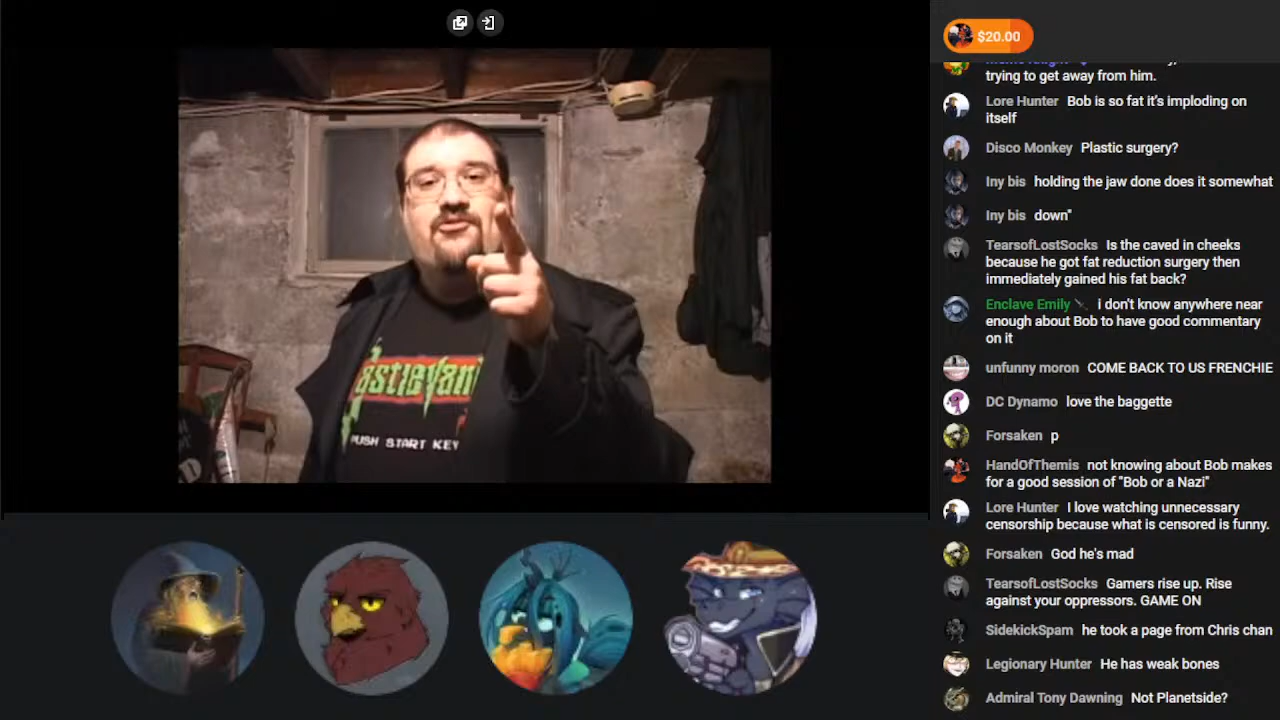 $20.00
trying to get away from him.
Lore Hunter Bob is so fat it's imploding on
itself
Disco Monkey Plastic surgery?
Iny bis holding the jaw done does it somewhat
Iny bis down"
TearsofLostSocks Is the caved in cheeks
because he got fat reduction surgery then
immediately gained his fat back?
Enclave Emily i don't know anywhere near
enough about Bob to have good commentary
on it
unfunny moron COME BACK TO US FRENCHIE
DC Dynamo love the baggette
Forsaken p
HandOfThemis not knowing about Bob makes
for a good session of "Bob or a Nazi"
Lore Hunter I love watching unnecessary
censorship because what is censored is funny.
Forsaken God he's mad
TearsofLostSocks Gamers rise up. Rise
against your oppressors. GAME ON
SidekickSpam he took a page from Chris chan
Legionary Hunter He has weak bones
Admiral Tony Dawning Not Planetside?
astlevan
PUSH START KEY